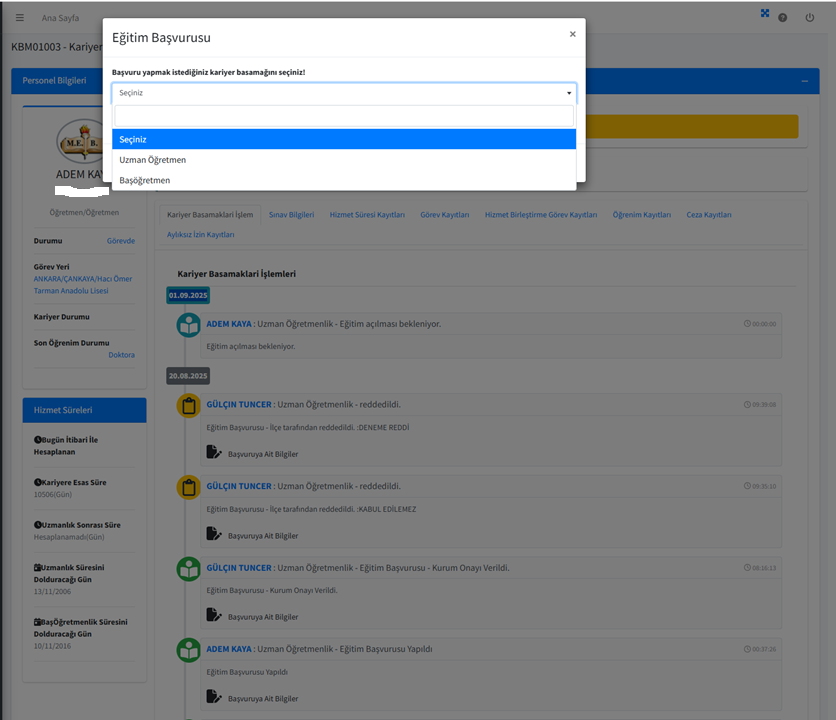 Ana Sayfa
KBM01003 - Kariyer
Eğitim Başvurusu
×
Başvuru yapmak istediğiniz kariyer basamağını seçiniz!
Seçiniz
Seçiniz
Uzman Öğretmen
Başöğretmen
Personel Bilgileri
M.E. B.
ADEM KAY
Öğretmen/Öğretmen
Durumu Görevde
Görev Yeri
ANKARA/ÇANKAYA/Hacı Ömer
Tarman Anadolu Lisesi
Kariyer Durumu
Son Öğrenim Durumu
Doktora
Hizmet Süreleri
Bugün İtibari İle
Hesaplanan
Kariyere Esas Süre
10506(Gün)
Uzmanlık Sonrası Süre
Hesaplanamadı(Gün)
Uzmanlık Süresini
Dolduracağı Gün
13/11/2006
BaşÖğretmenlik Süresini
Dolduracağı Gün
10/11/2016
Kariyer Basamaklari İşlem Sınav Bilgileri Hizmet Süresi Kayıtları Görev Kayıtları Hizmet Birleştirme Görev Kayıtları Öğrenim Kayıtları Ceza Kayıtları
Aylıksız İzin Kayıtları
Kariyer Basamaklari İşlemleri
01.09.2025
ADEM KAYA : Uzman Öğretmenlik - Eğitim açılması bekleniyor. 00:00:00
Eğitim açılması bekleniyor.
20.08.2025
GÜLÇIN TUNCER : Uzman Öğretmenlik - reddedildi. 09:36:08
Eğitim Başvurusu - İlçe tarafından reddedildi. :DENEME REDDİ
Başvuruya Ait Bilgiler
GÜLÇIN TUNCER : Uzman Öğretmenlik - reddedildi. 09:35:10
Eğitim Başvurusu - İlçe tarafından reddedildi. :KABUL EDİLEMEZ
Başvuruya Ait Bilgiler
GÜLÇIN TUNCER : Uzman Öğretmenlik - Eğitim Başvurusu - Kurum Onayı Verildi. 08:16:13
Eğitim Başvurusu - Kurum Onayı Verildi.
Başvuruya Ait Bilgiler
ADEM KAYA : Uzman Öğretmenlik - Eğitim Başvurusu Yapıldı 00:37:26
Eğitim Başvurusu Yapıldı
Başvuruya Ait Bilgiler